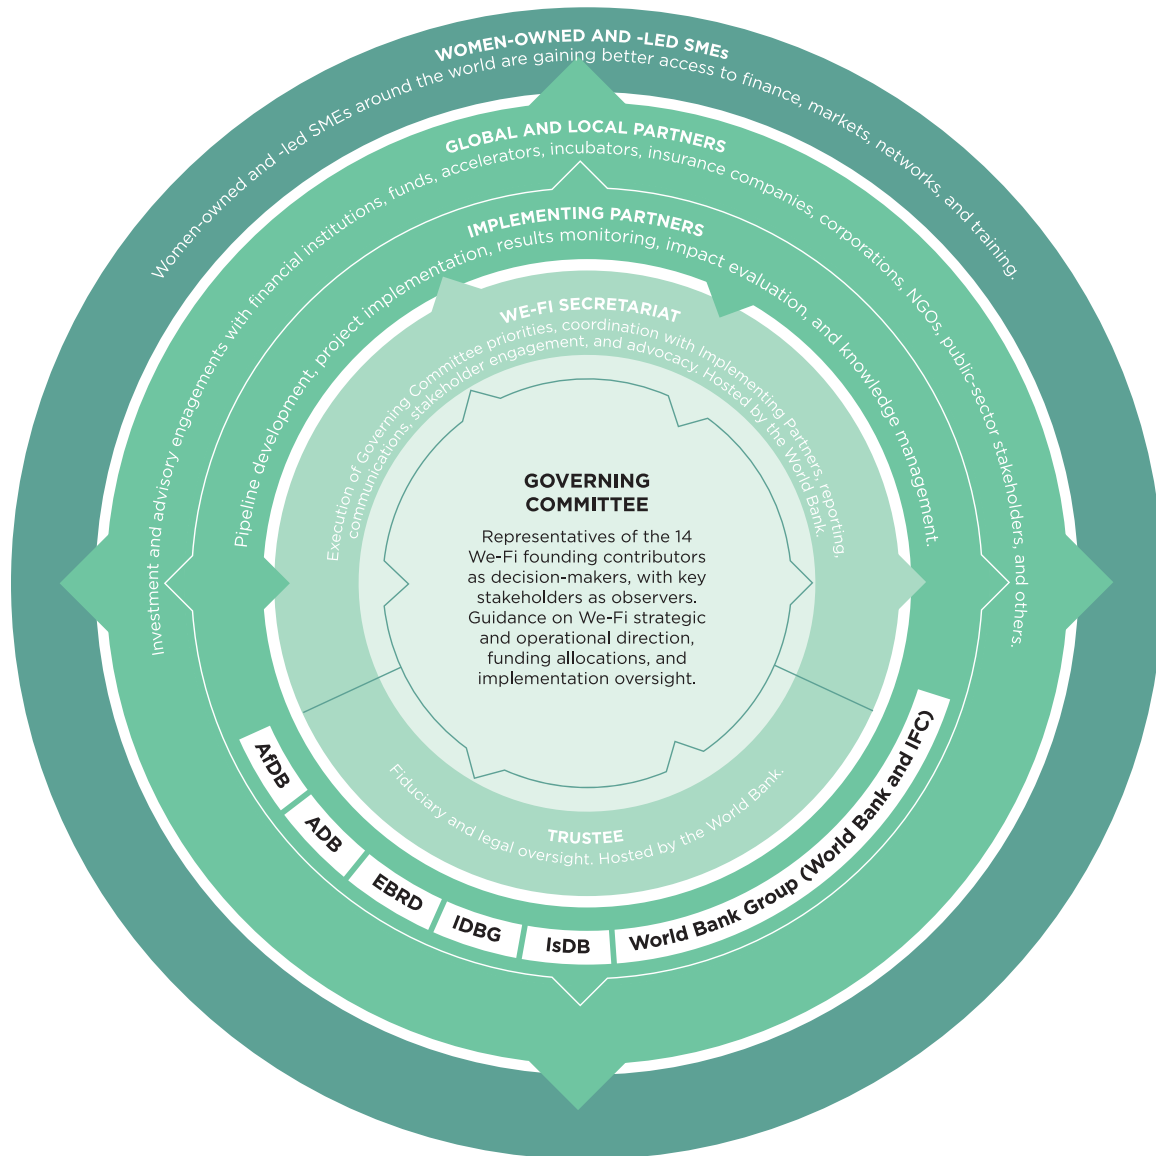 WOMEN-OWNED AND -LED SMEs
Women-owned and -led SMEs around the world are gaining better access to finance, markets, networks, and training.
GLOBAL AND LOCAL PARTNERS
Investment and advisory engagements with financial institutions, funds, accelerators, incubators, insurance companies, corporations, NGOs, public-sector stakeholders, and others.
IMPLEMENTING PARTNERS
Pipeline development, project implementation, results monitoring, impact evaluation, and knowledge management.
WE-FI SECRETARIAT
Execution of Governing Committee priorities, coordination with Implementing Partners, reporting,
communications, stakeholder engagement, and advocacy. Hosted by the World Bank.
GOVERNING
COMMITTEE
Representatives of the 14
We-Fi founding contributors
as decision-makers, with key
stakeholders as observers.
Guidance on We-Fi strategic
and operational direction,
funding allocations, and
implementation oversight.
TRUSTEE
Fiduciary and legal oversight. Hosted by the World Bank.
AfDB
ADB
EBRD
IDBG
IsDB
World Bank Group (World Bank and IFC)